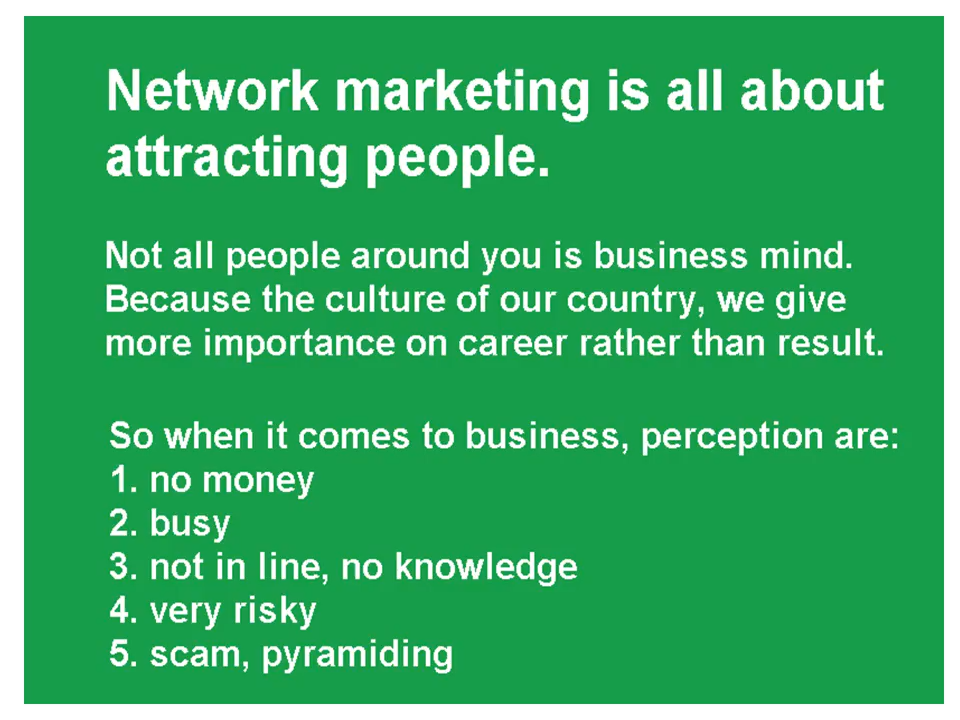 Network marketing is all about
attracting people.
Not all people around you is business mind.
Because the culture of our country, we give
more importance on career rather than result.
So when it comes to business, perception are:
1. no money
2. busy
3. not in line, no knowledge
4. very risky
5. scam, pyramiding